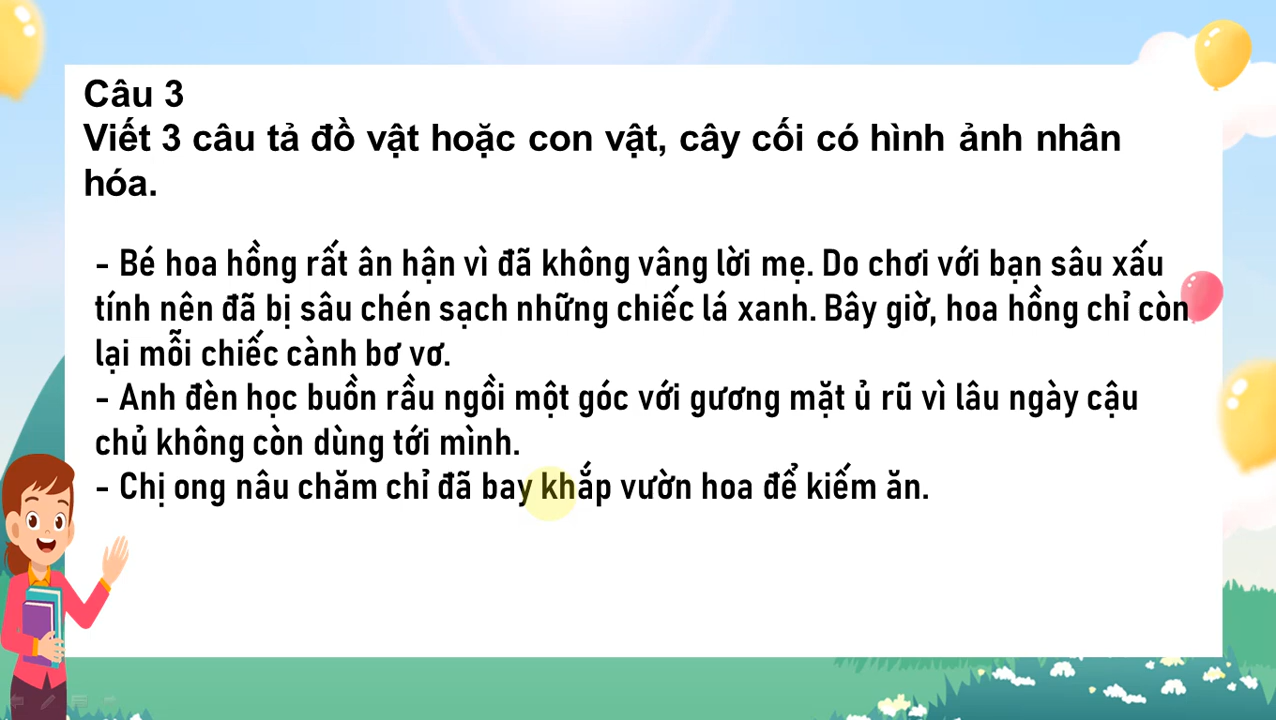 Câu 3
Viết 3 câu tả đồ vật hoặc con vật, cây cối có hình ảnh nhân
hóa.
- Bé hoa hồng rất ân hận vì đã không vâng lời mẹ. Do chơi với bạn sâu xấu
tính nên đã bị sâu chén sạch những chiếc lá xanh. Bây giờ, hoa hồng chỉ còn
lại mỗi chiếc cành bơ vơ.
- Anh đèn học buồn rầu ngồi một góc với gương mặt ủ rũ vì lâu ngày cậu
chủ không còn dùng tới mình.
- Chị ong nâu chăm chỉ đã bay khắp vườn hoa để kiếm ăn.